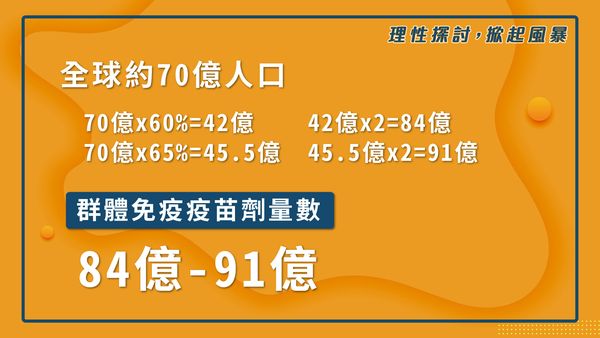 理性探討,掀起風暴
全球約70億人口
70億x60%=42億 42億x2=84億
70億x65%=45.5億 45.5億x2=91億
群體免疫疫苗劑量數
84億-91億